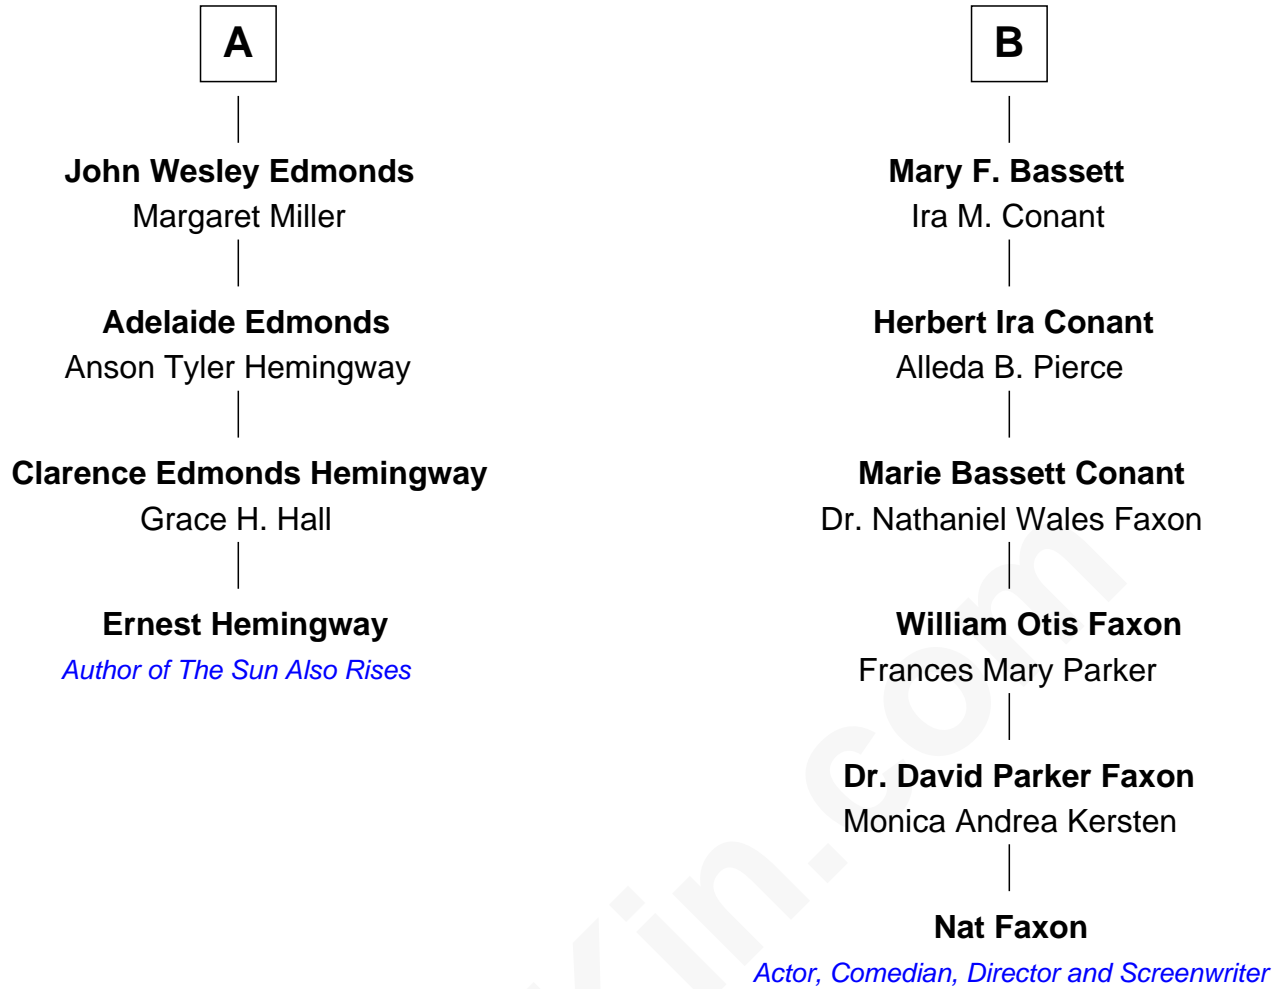 A
John Wesley Edmonds
Margaret Miller
Adelaide Edmonds
Anson Tyler Hemingway
Clarence Edmonds Hemingway
Grace H. Hall
Ernest Hemingway
Author of The Sun Also Rises
B
Mary F. Bassett
Ira M. Conant
Herbert Ira Conant
Alleda B. Pierce
Marie Bassett Conant
Dr. Nathaniel Wales Faxon
William Otis Faxon
Frances Mary Parker
Dr. David Parker Faxon
Monica Andrea Kersten
Nat Faxon
Actor, Comedian, Director and Screenwriter
Kin.com